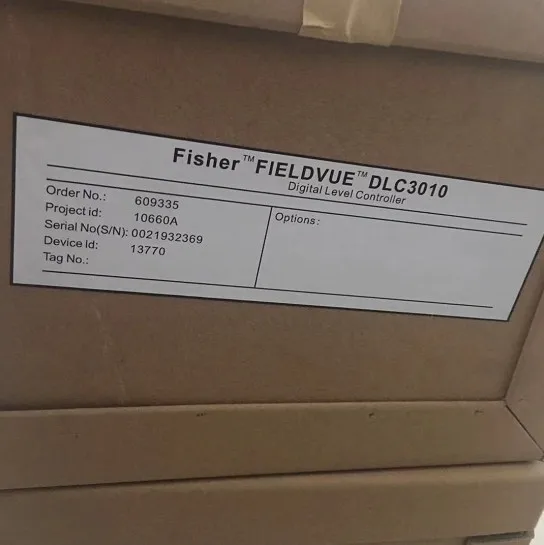 Fisher™ FIELDVUE™ DLC3010
Digital Level Controller
Order No.: 609335
Project id: 10660A
Serial No(S/N): 0021932369
Device Id: 13770
Tag No.:
Options: